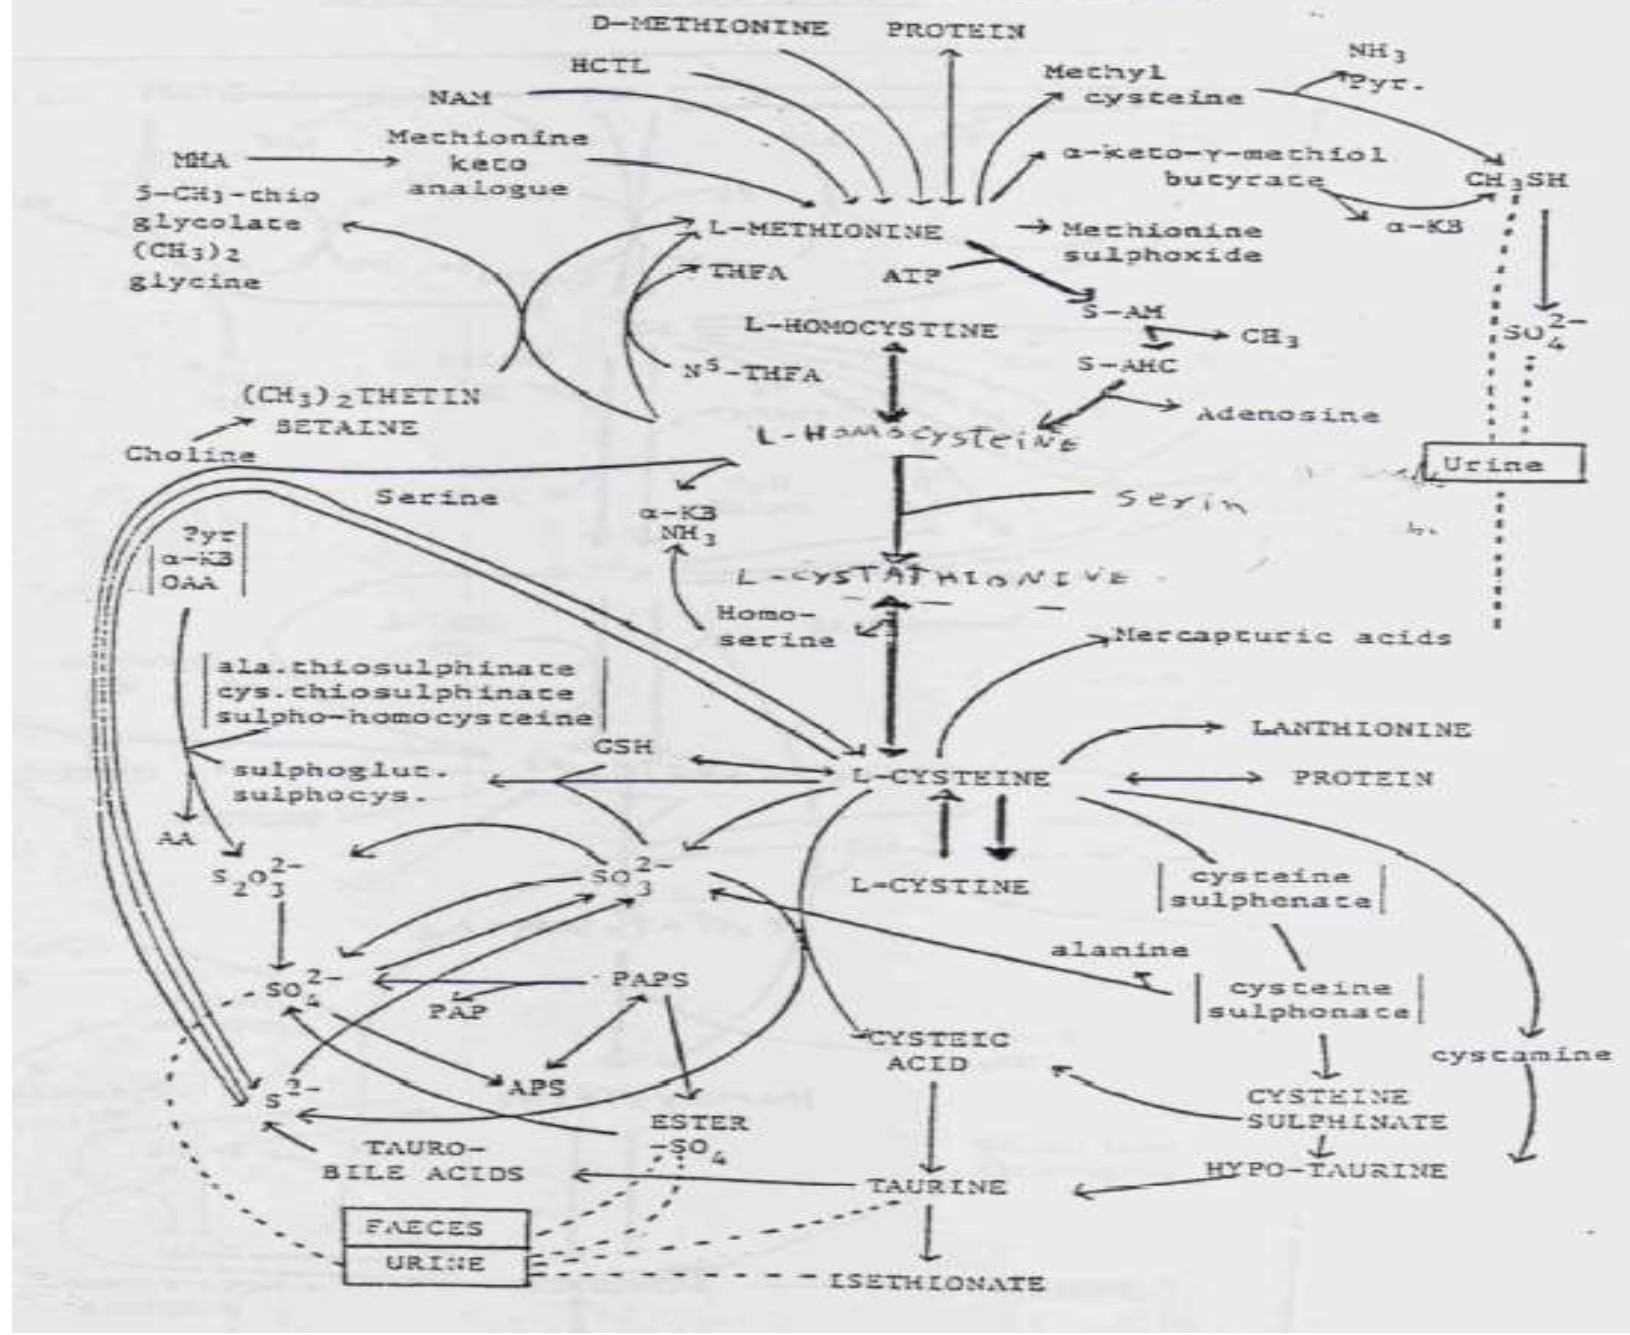 D-METHIONINE PROTEIN
NH3
HCTL
Methyl
cysteine
Pyr.
NAM
Methionine
keto
analogue
MHA
α-keto-γ-methiol
butyrate
CH3SH
S-CH3-thio
glycolate
(CH3)2
glycine
L-METHIONINE
Methionine
sulphoxide
α-KB
THFA
ATP
S-AM
L-HOMOCYSTINE
CH3
SO4 2-
N5-THFA
S-AHC
(CH3)2THETIN
BETAINE
Adenosine
L-Homocysteine
Choline
Urine
Serine
Serin
α-KB
NH3
Pyr
α-KB
OAA
L-CYSTATHIONINE
Homo-
serine
Mercapturic acids
ala.thiosulphinate
cys.thiosulphinate
sulpho-homocysteine
LANTHIONINE
GSH
sulphoglut.
sulphocys.
L-CYSTEINE
PROTEIN
AA
S2O3 2-
SO3 2-
L-CYSTINE
cysteine
sulphenate
alanine
SO4 2-
PAPS
cysteine
sulphonate
PAP
CYSTEIC
ACID
cystamine
APS
S2-
CYSTEINE
SULPHINATE
ESTER
-SO4
TAURO-
BILE ACIDS
HYPO-TAURINE
TAURINE
FAECES
URINE
ISETHIONATE